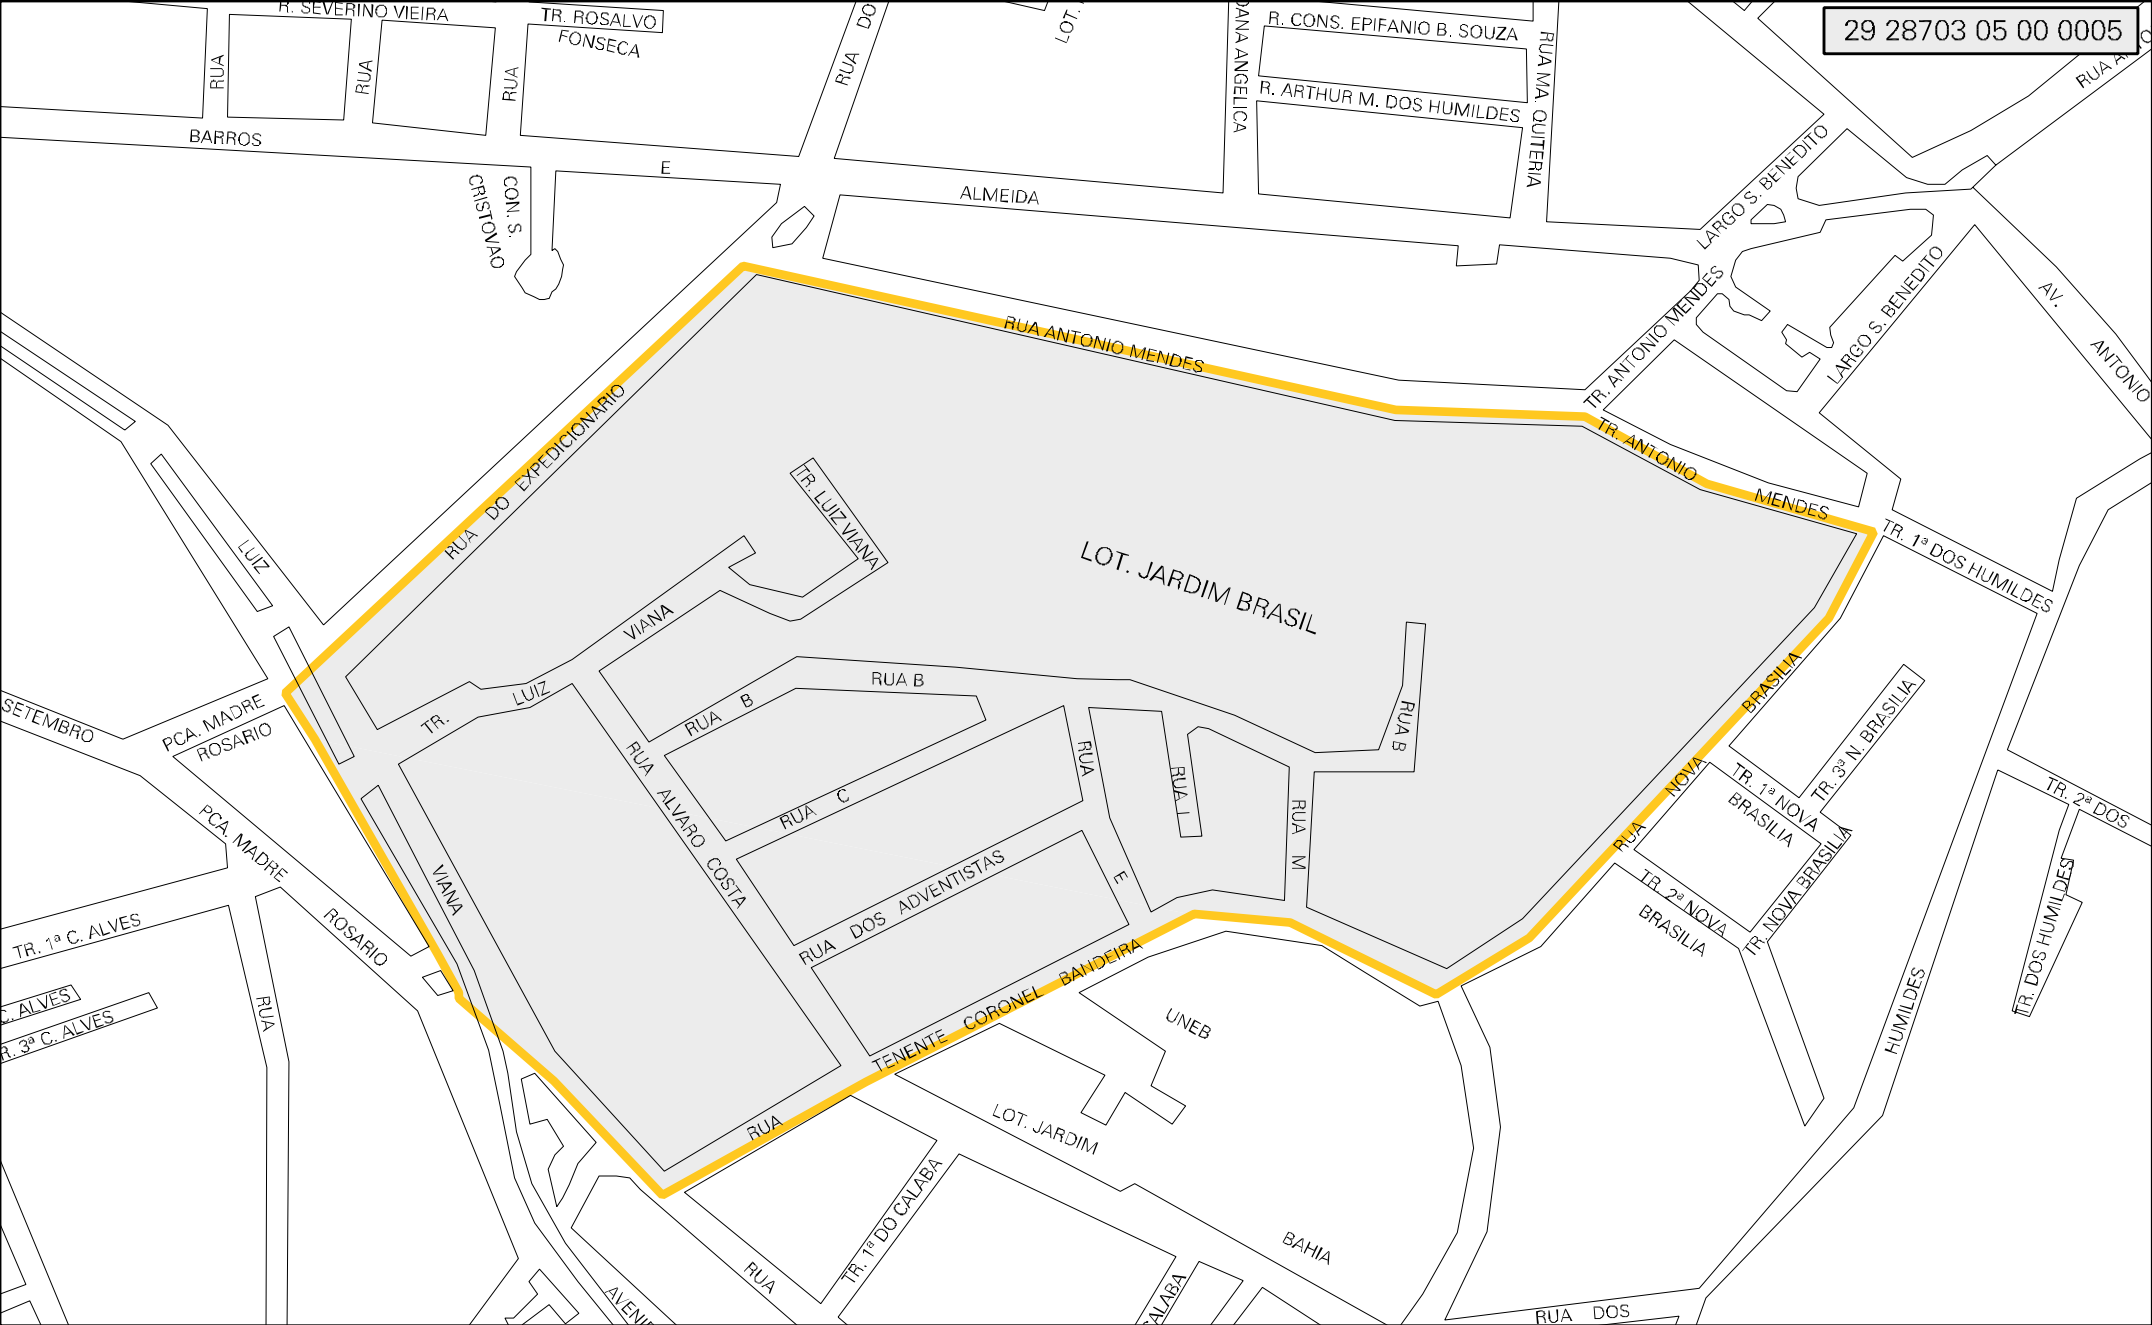 R. SEVERINO VIEIRA
TR. ROSALVO
FONSECA
RUA
RUA
RUA
RUA DO
LOT.
DANA ANGELICA
R. CONS. EPIFANIO B. SOUZA
R. ARTHUR M. DOS HUMILDES
RUA MA. QUITERIA
29 28703 05 00 0005
BARROS
E
ALMEIDA
CON. S.
CRISTOVAO
LARGO S. BENEDITO
LARGO S. BENEDITO
AV.
ANTONIO
TR. ANTONIO MENDES
RUA ANTONIO MENDES
TR. ANTONIO
MENDES
TR. 1ª DOS HUMILDES
RUA DO EXPEDICIONARIO
LUIZ
TR. LUIZ VIANA
LOT. JARDIM BRASIL
VIANA
LUIZ
TR.
RUA B
RUA B
RUA B
RUA C
RUA
E
RUA I
RUA M
RUA ALVARO COSTA
RUA DOS ADVENTISTAS
RUA NOVA BRASILIA
TR. 3ª N. BRASILIA
TR. 1ª NOVA
BRASILIA
TR. 2ª NOVA
BRASILIA
TR. NOVA BRASILIA
TR. 2ª DOS
TR. DOS HUMILDES
HUMILDES
SETEMBRO
PCA. MADRE
ROSARIO
PCA. MADRE
ROSARIO
VIANA
TR. 1ª C. ALVES
C. ALVES
R. 3ª C. ALVES
RUA
RUA TENENTE CORONEL BANDEIRA
UNEB
LOT. JARDIM
BAHIA
TR. 1ª DO CALABA
RUA
CALABA
RUA DOS